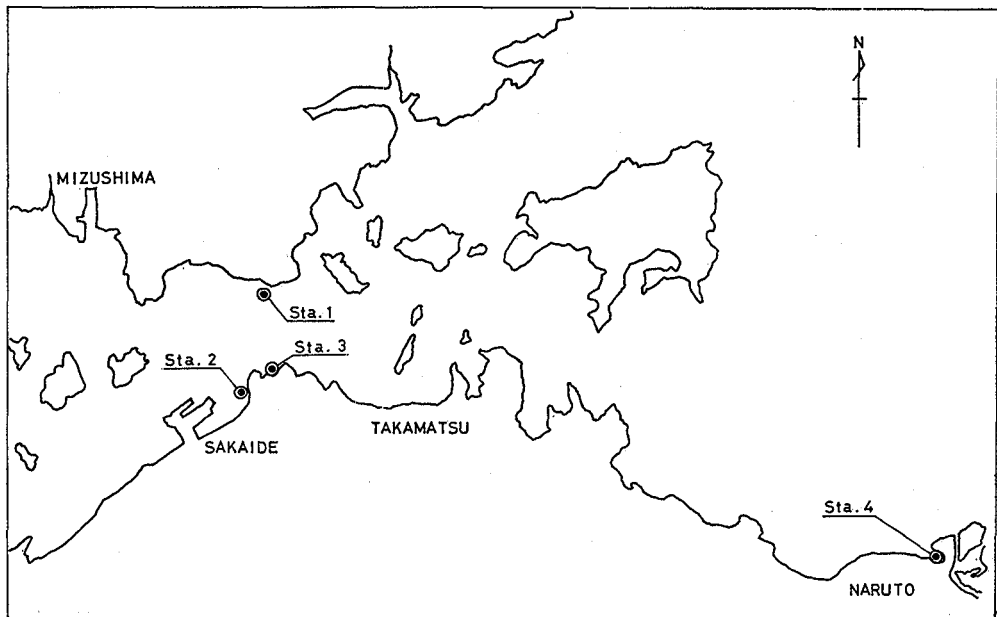 N
MIZUSHIMA
Sta.1
Sta.2
Sta.3
TAKAMATSU
SAKAIDE
Sta.4
NARUTO